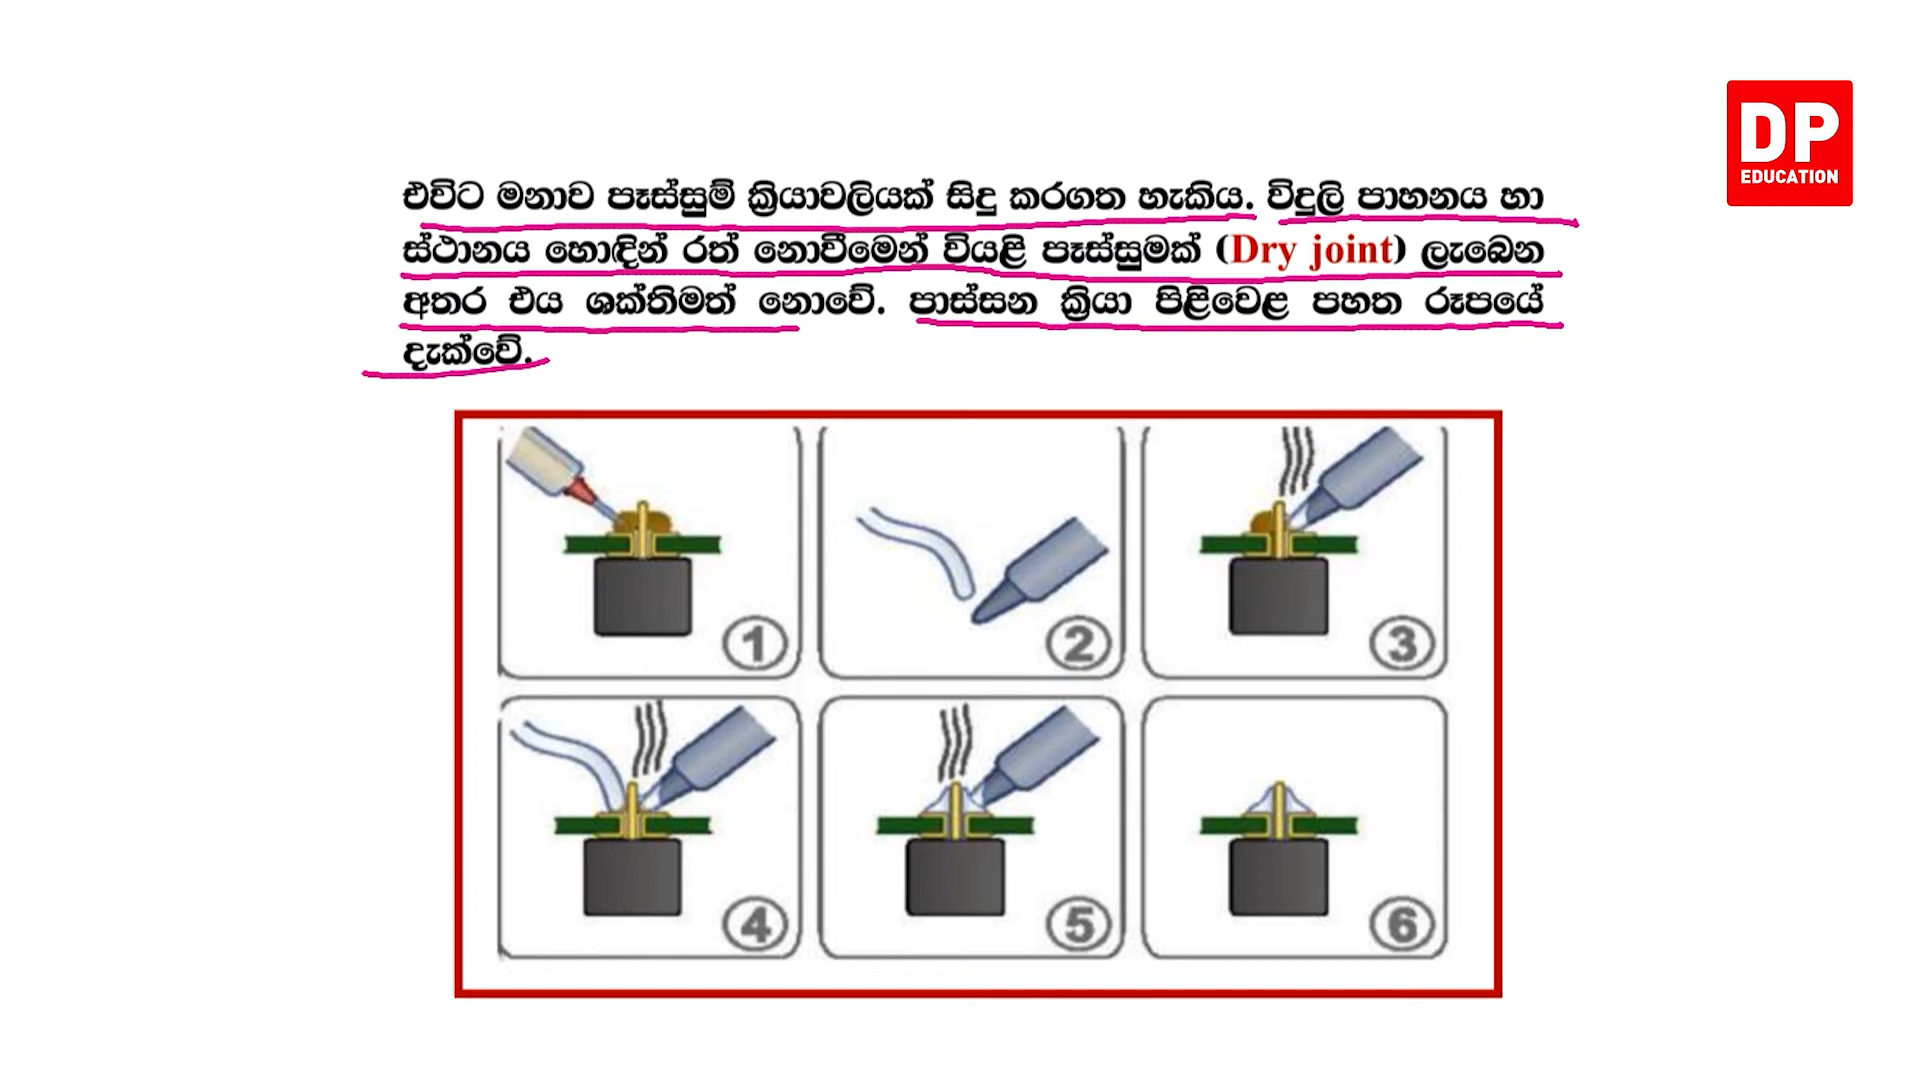 DP
EDUCATION
එවිට මනාව පෑස්සුම් ක්‍රියාවලියක් සිදු කරගත හැකිය. විදුලි පාහනය හා
ස්ථානය හොඳින් රත් නොවීමෙන් වියළි පෑස්සුමක් (Dry joint) ලැබෙන
අතර එය ශක්තිමත් නොවේ. පාස්සන ක්‍රියා පිළිවෙළ පහත රූපයේ
දැක්වේ.
1
2
3
4
5
6